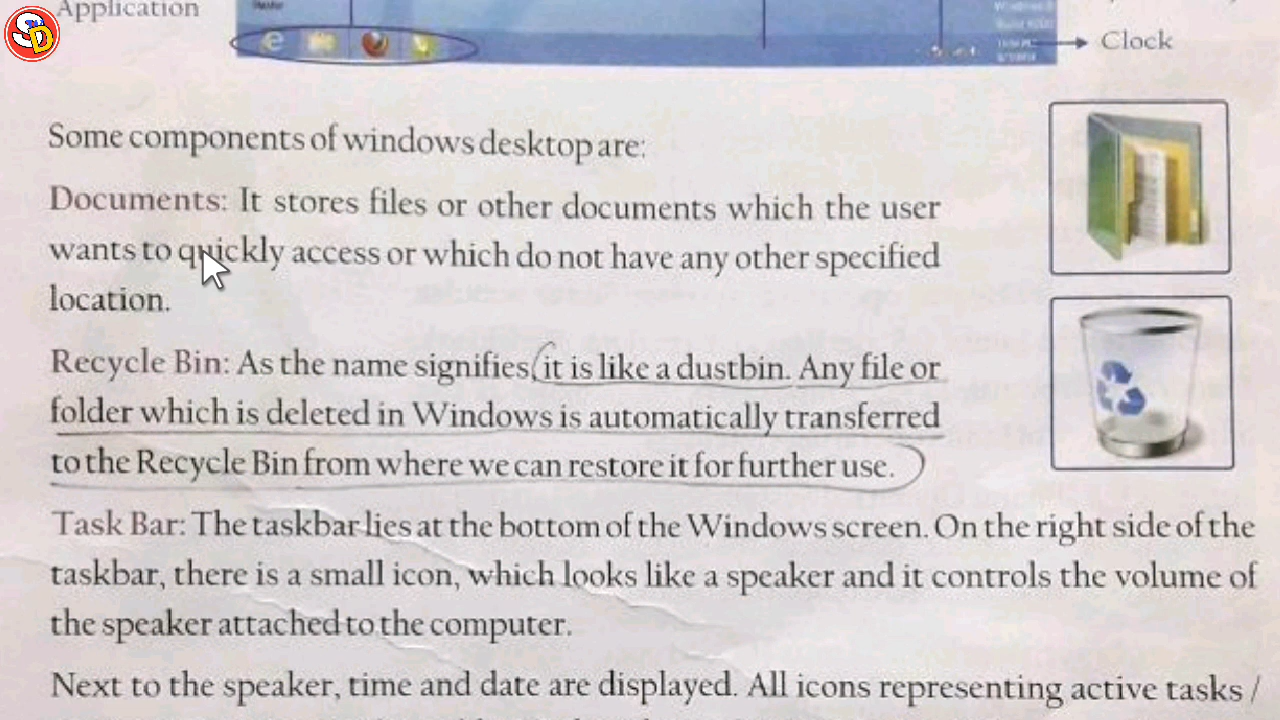 Application
SD
Clock
Some components of windows desktop are:
Documents: It stores files or other documents which the user
wants to quickly access or which do not have any other specified
location.
Recycle Bin: As the name signifies, it is like a dustbin. Any file or
folder which is deleted in Windows is automatically transferred
to the Recycle Bin from where we can restore it for further use.
Task Bar: The taskbar lies at the bottom of the Windows screen. On the right side of the
taskbar, there is a small icon, which looks like a speaker and it controls the volume of
the speaker attached to the computer.
Next to the speaker, time and date are displayed. All icons representing active tasks /